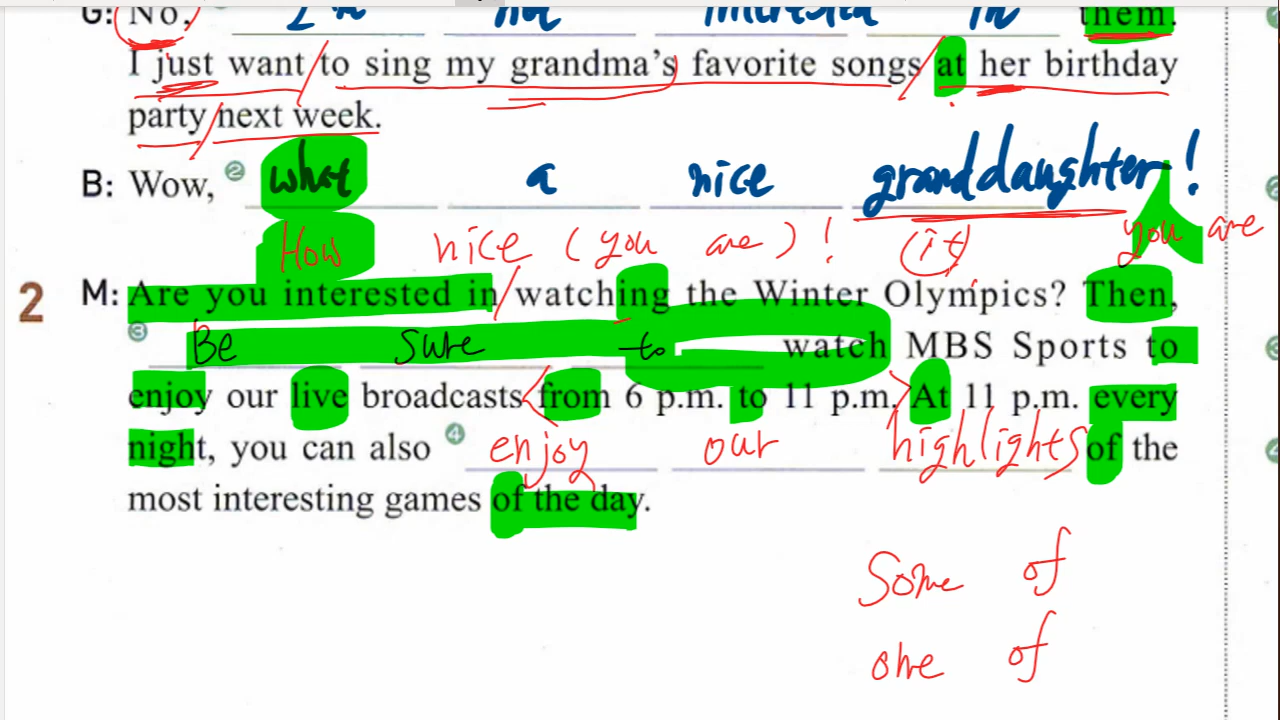 G: No, I'm not interested in them.
I just want/to sing my grandma's favorite songs/at her birthday
party/next week.
B: Wow, ② what a nice granddaughter!
How nice (you are)! (it) you are
2 M: Are you interested in/watching the Winter Olympics? Then,
③ Be sure to watch MBS Sports to
enjoy our live broadcasts from 6 p.m. to 11 p.m. At 11 p.m. every
night, you can also ④ enjoy our highlights of the
most interesting games of the day.
Some of
one of